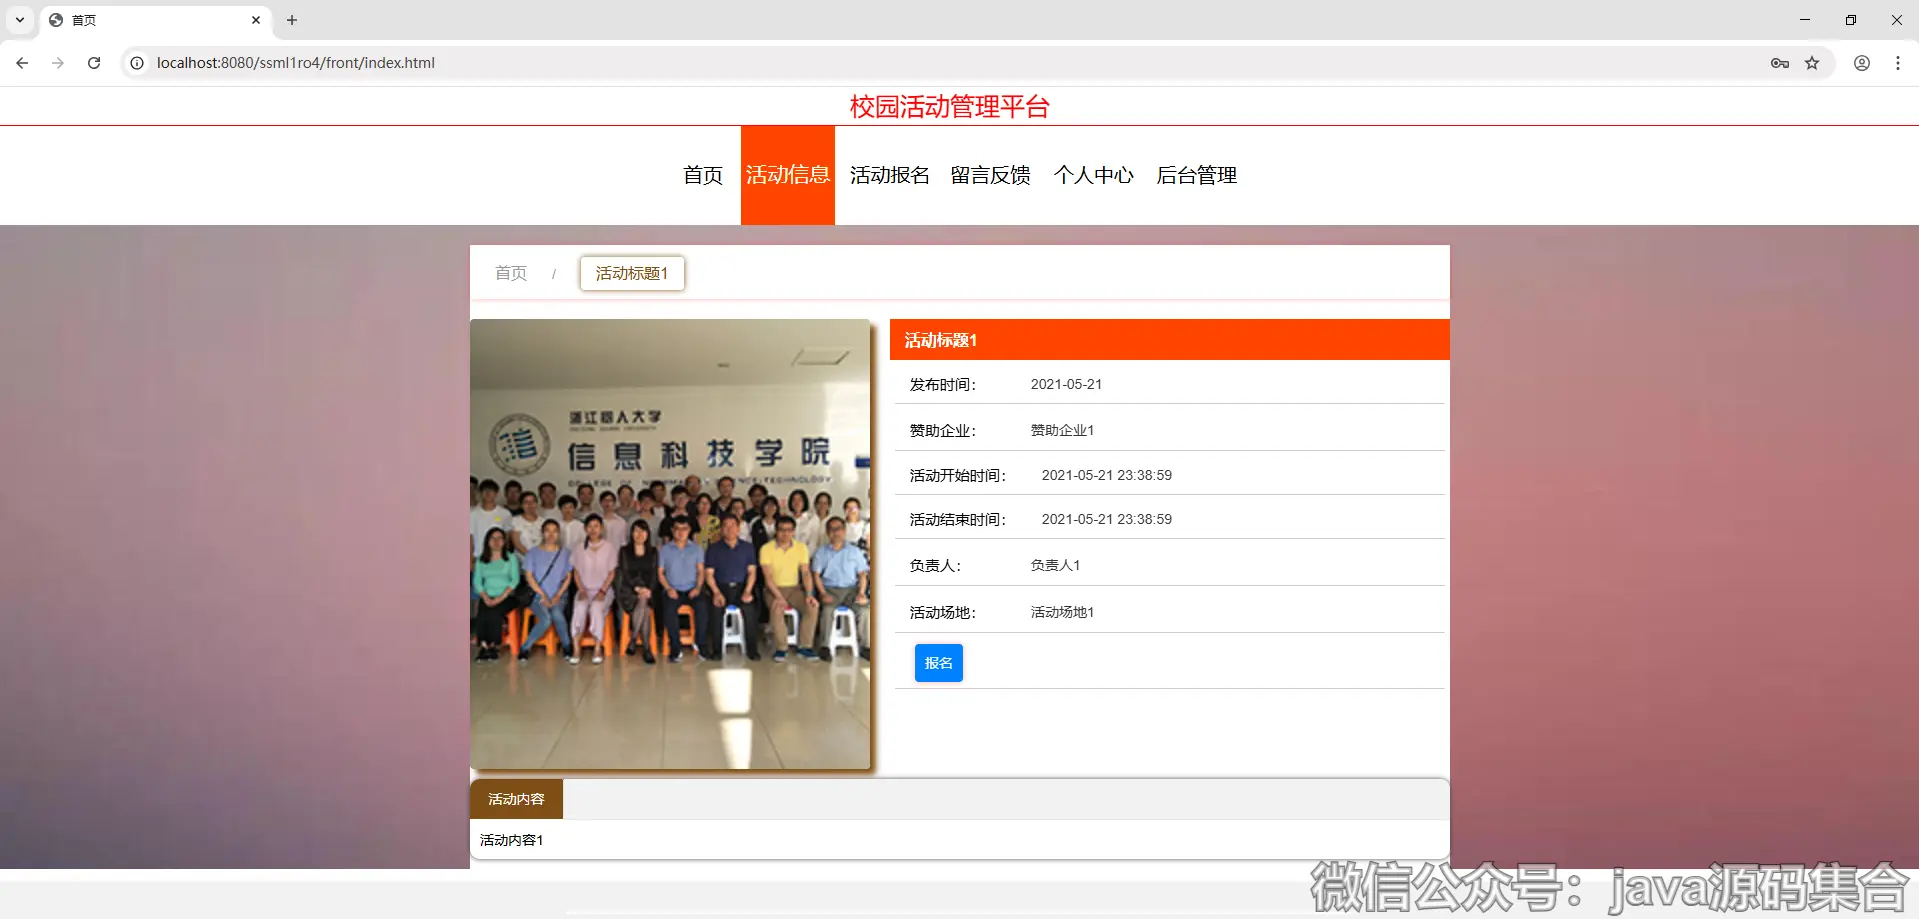 首页
localhost:8080/ssml1ro4/front/index.html
校园活动管理平台
首页 活动信息 活动报名 留言反馈 个人中心 后台管理
首页 / 活动标题1
信息科技学院
活动标题1
发布时间： 2021-05-21
赞助企业： 赞助企业1
活动开始时间： 2021-05-21 23:38:59
活动结束时间： 2021-05-21 23:38:59
负责人： 负责人1
活动场地： 活动场地1
报名
活动内容
活动内容1
微信公众号：java源码集合